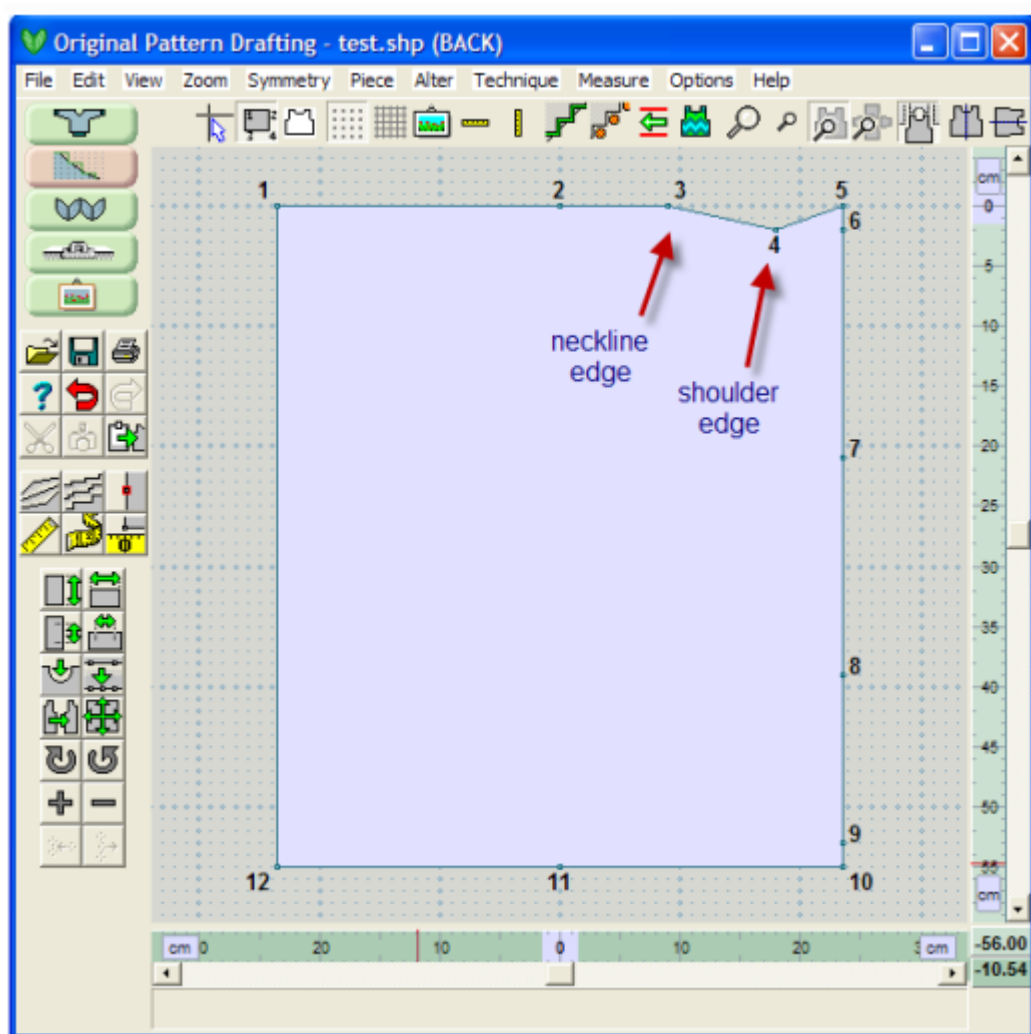 Original Pattern Drafting - test.shp (BACK)
File Edit View Zoom Symmetry Piece Alter Technique Measure Options Help
cm
1 2 3 5
0
6
4
5
neckline
edge
10
shoulder
edge
15
7
20
25
30
35
8
40
45
50
9
55
12 11 10
cm
cm 0 20 10 0 10 20 3 cm
-56.00
-10.54